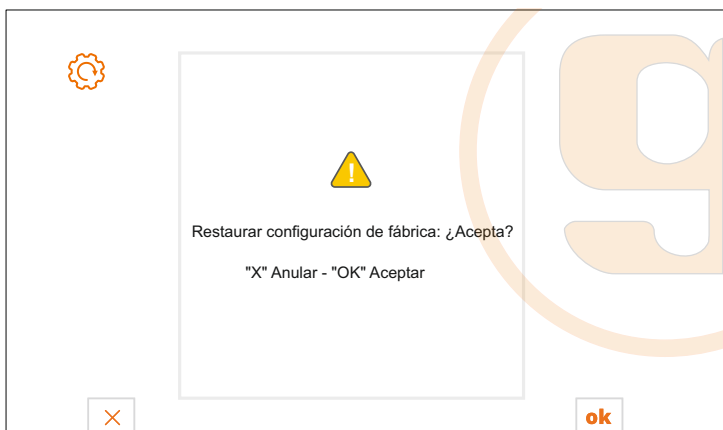 Restaurar configuración de fábrica: ¿Acepta?
"X" Anular - "OK" Aceptar
ok